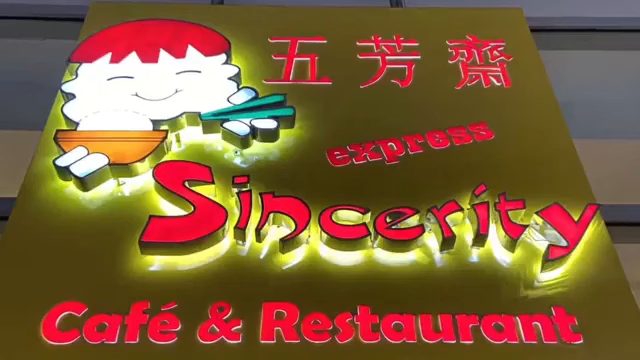 五芳齋
express
Sincerity
Café & Restaurant